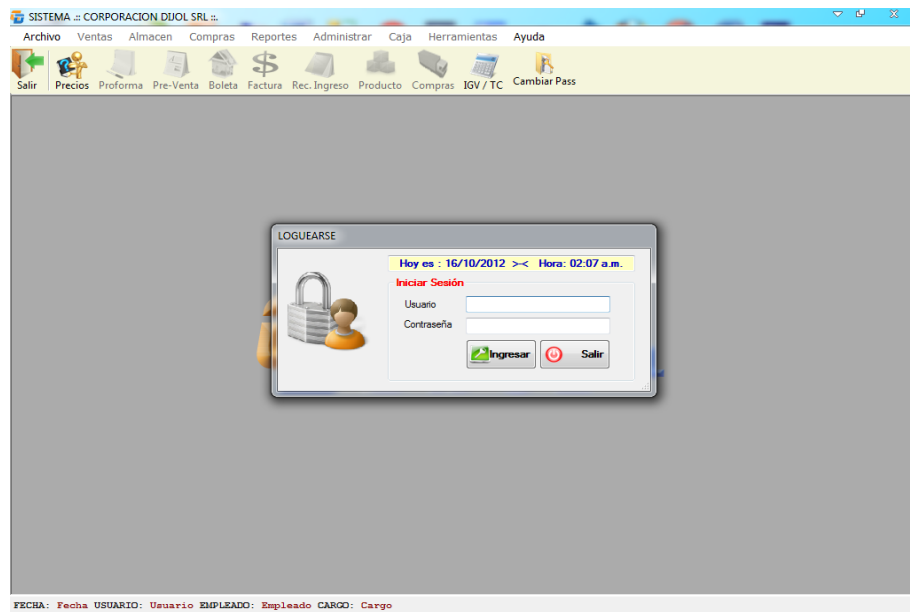 SISTEMA .:: CORPORACION DIJOL SRL ::.
Archivo Ventas Almacen Compras Reportes Administrar Caja Herramientas Ayuda
Salir Precios Proforma Pre-Venta Boleta Factura Rec. Ingreso Producto Compras IGV / TC Cambiar Pass
LOGUEARSE
Hoy es : 16/10/2012 >-< Hora: 02:07 a.m.
Iniciar Sesión
Usuario
Contraseña
Ingresar Salir
FECHA: Fecha USUARIO: Usuario EMPLEADO: Empleado CARGO: Cargo